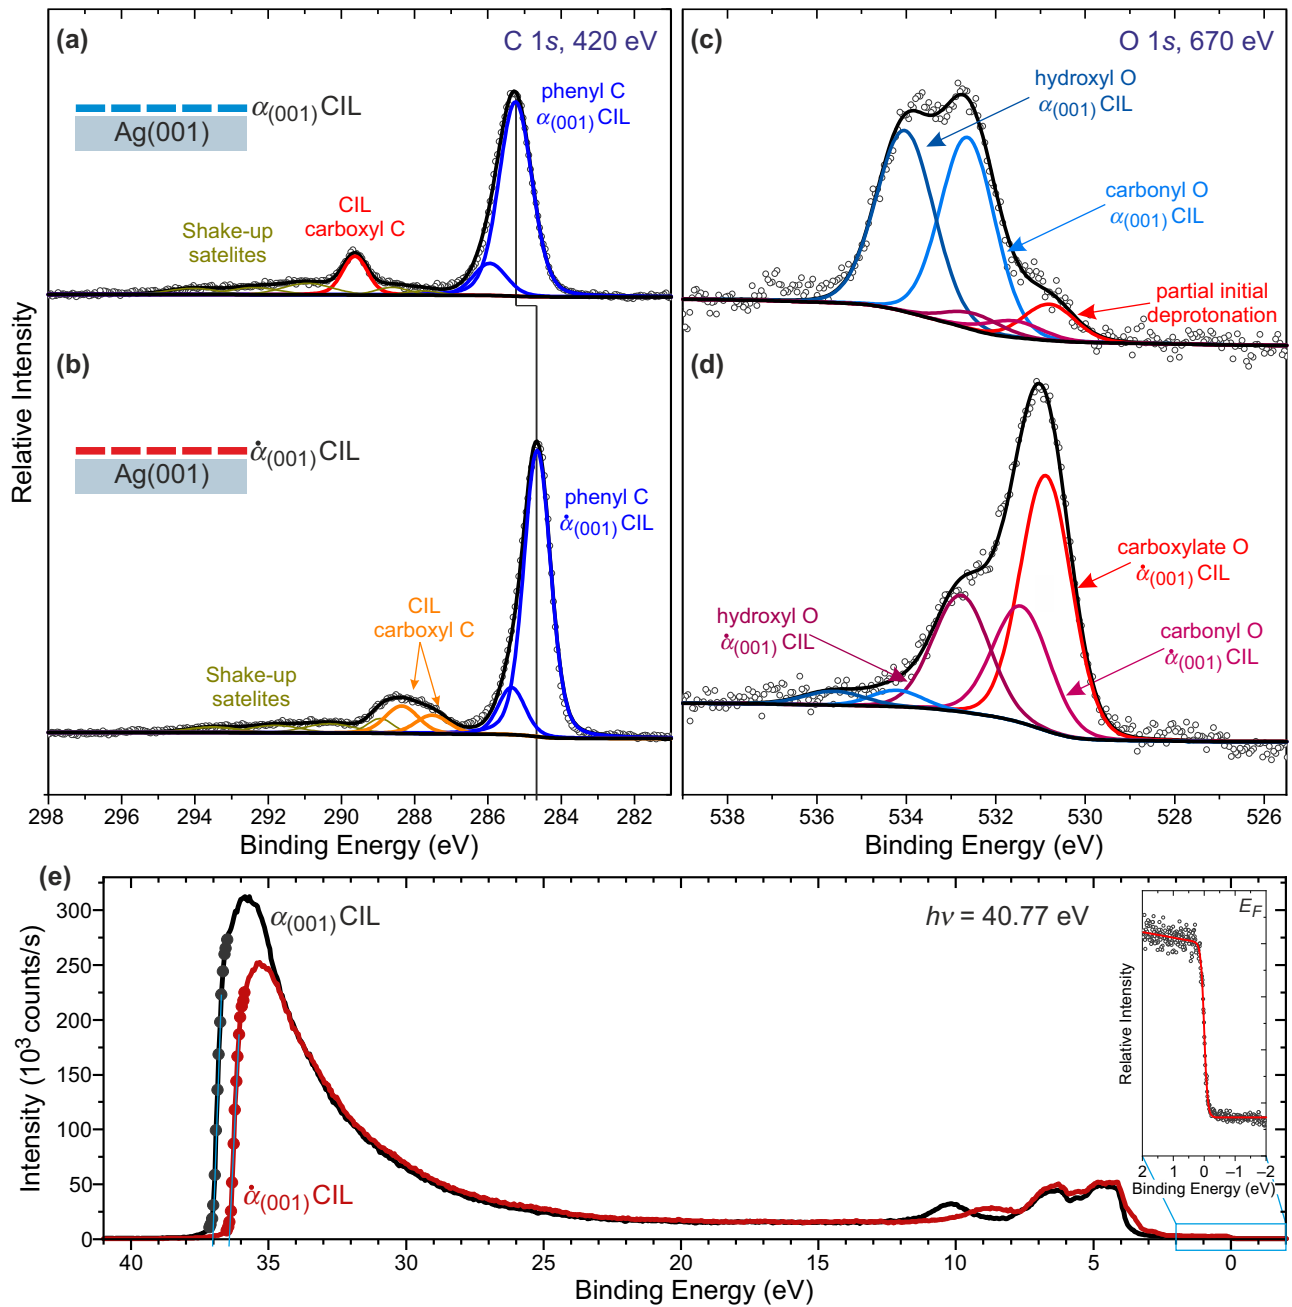 (a)
C 1s, 420 eV
α(001)CIL
Ag(001)
phenyl C
α(001)CIL
CIL
carboxyl C
Shake-up
satelites
(b)
α̇(001)CIL
Ag(001)
phenyl C
α̇(001)CIL
CIL
carboxyl C
Shake-up
satelites
Relative Intensity
298 296 294 292 290 288 286 284 282
Binding Energy (eV)
(c)
O 1s, 670 eV
hydroxyl O
α(001)CIL
carbonyl O
α(001)CIL
partial initial
deprotonation
(d)
carboxylate O
α̇(001)CIL
hydroxyl O
α̇(001)CIL
carbonyl O
α̇(001)CIL
538 536 534 532 530 528 526
Binding Energy (eV)
(e)
α(001)CIL
hν = 40.77 eV
α̇(001)CIL
Intensity (10³ counts/s)
300
250
200
150
100
50
0
40 35 30 25 20 15 10 5 0
Binding Energy (eV)
EF
Relative Intensity
2 1 0 −1 −2
Binding Energy (eV)